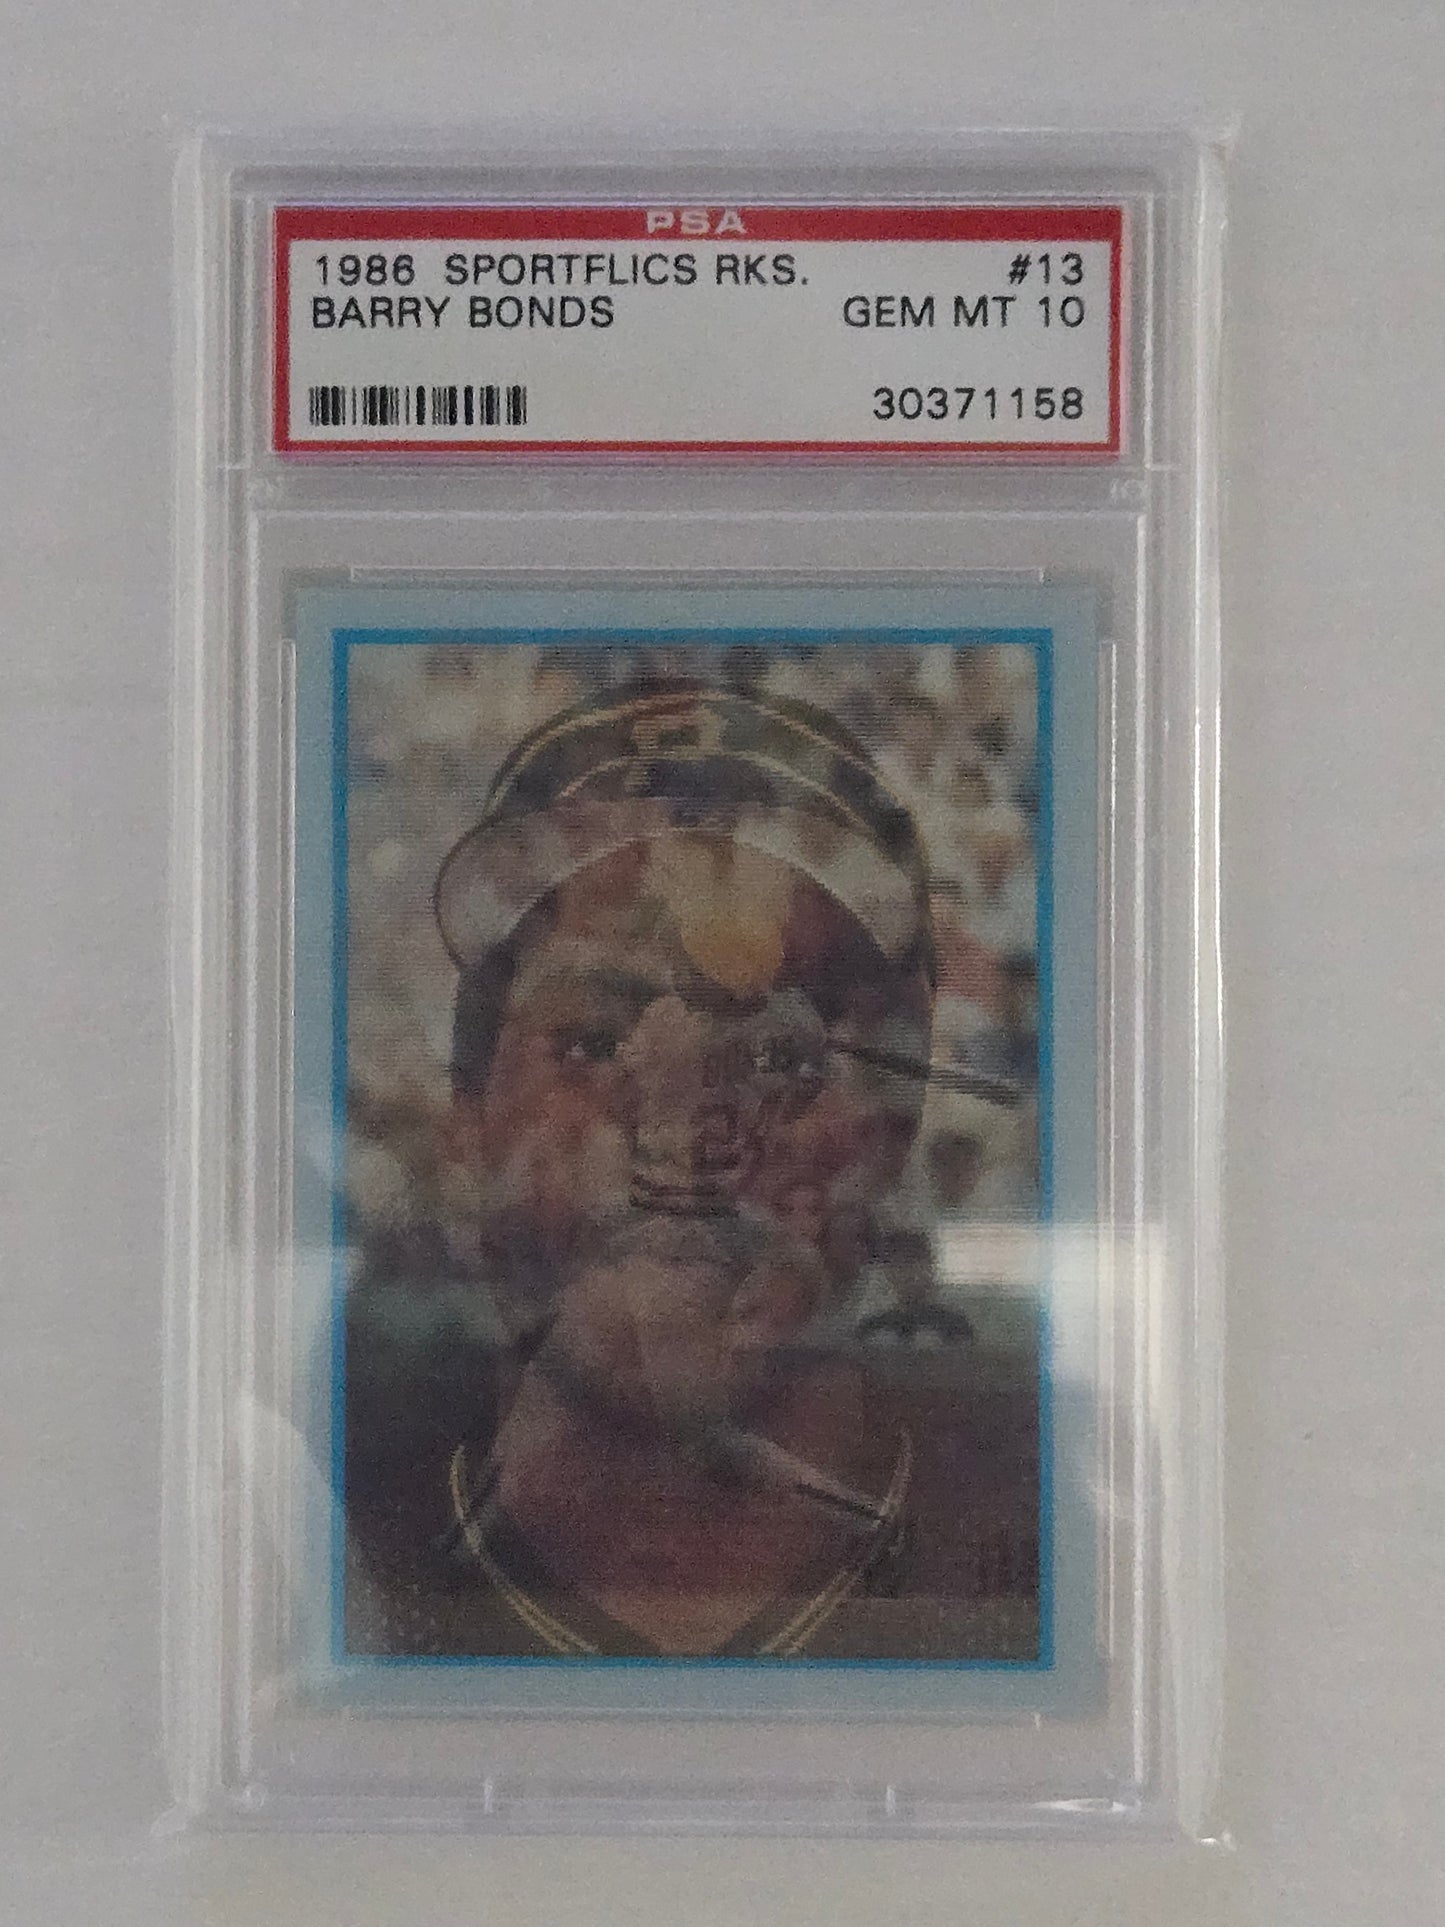 PSA
1986 SPORTFLICS RKS. #13
BARRY BONDS GEM MT 10
30371158